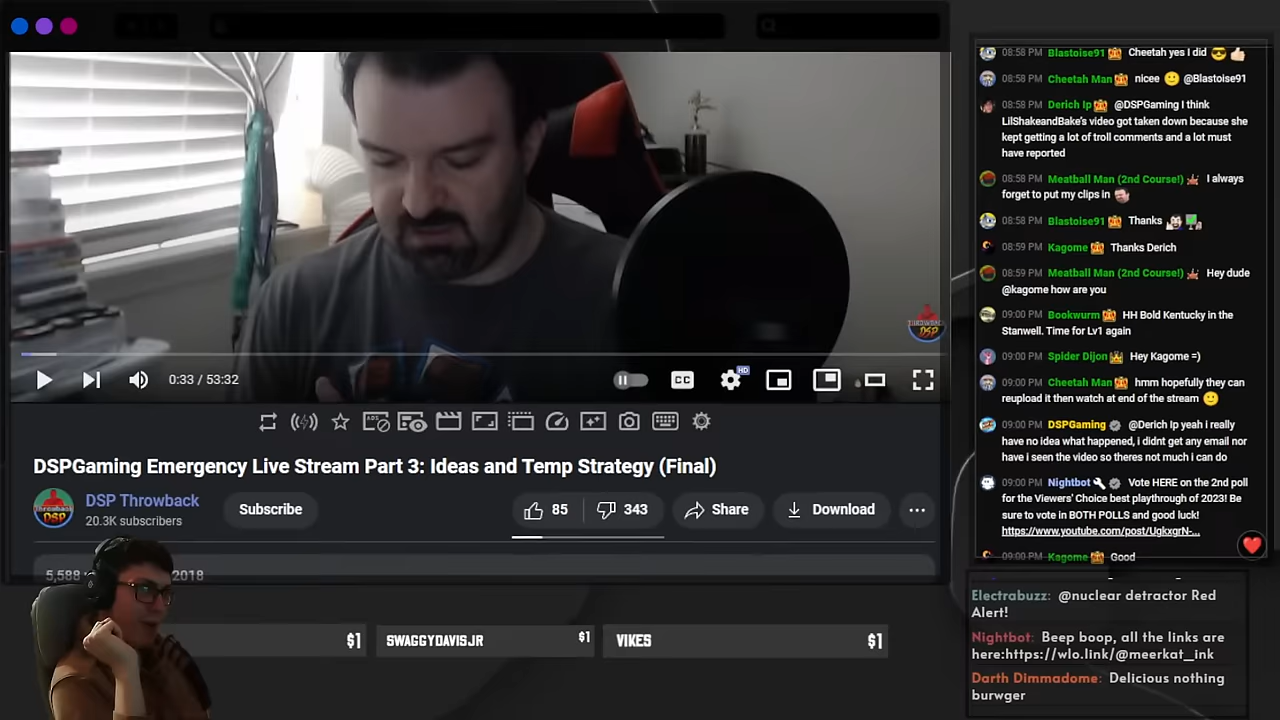 0:33 / 53:32
CC
HD
DSPGaming Emergency Live Stream Part 3: Ideas and Temp Strategy (Final)
DSP Throwback
20.3K subscribers
Subscribe
85
343
Share
Download
5,588
2018
$1
SWAGGYDAVISJR
$1
VIKES
$1
08:58 PM Blastoise91 Cheetah yes I did
08:58 PM Cheetah Man nicee @Blastoise91
08:58 PM Derich Ip @DSPGaming I think
LilShakeandBake's video got taken down because she
kept getting a lot of troll comments and a lot must
have reported
08:58 PM Meatball Man (2nd Course!) I always
forget to put my clips in
08:58 PM Blastoise91 Thanks
08:59 PM Kagome Thanks Derich
08:59 PM Meatball Man (2nd Course!) Hey dude
@kagome how are you
09:00 PM Bookwurm HH Bold Kentucky in the
Stanwell. Time for Lv1 again
09:00 PM Spider Dijon Hey Kagome =)
09:00 PM Cheetah Man hmm hopefully they can
reupload it then watch at end of the stream
09:00 PM DSPGaming @Derich Ip yeah i really
have no idea what happened, i didnt get any email nor
have i seen the video so theres not much i can do
09:00 PM Nightbot Vote HERE on the 2nd poll
for the Viewers' Choice best playthrough of 2023! Be
sure to vote in BOTH POLLS and good luck!
https://www.youtube.com/post/UgkxgrN-...
09:00 PM Kagome Good
Electrabuzz: @nuclear detractor Red
Alert!
Nightbot: Beep boop, all the links are
here:https://wlo.link/@meerkat_ink
Darth Dimmadome: Delicious nothing
burwger